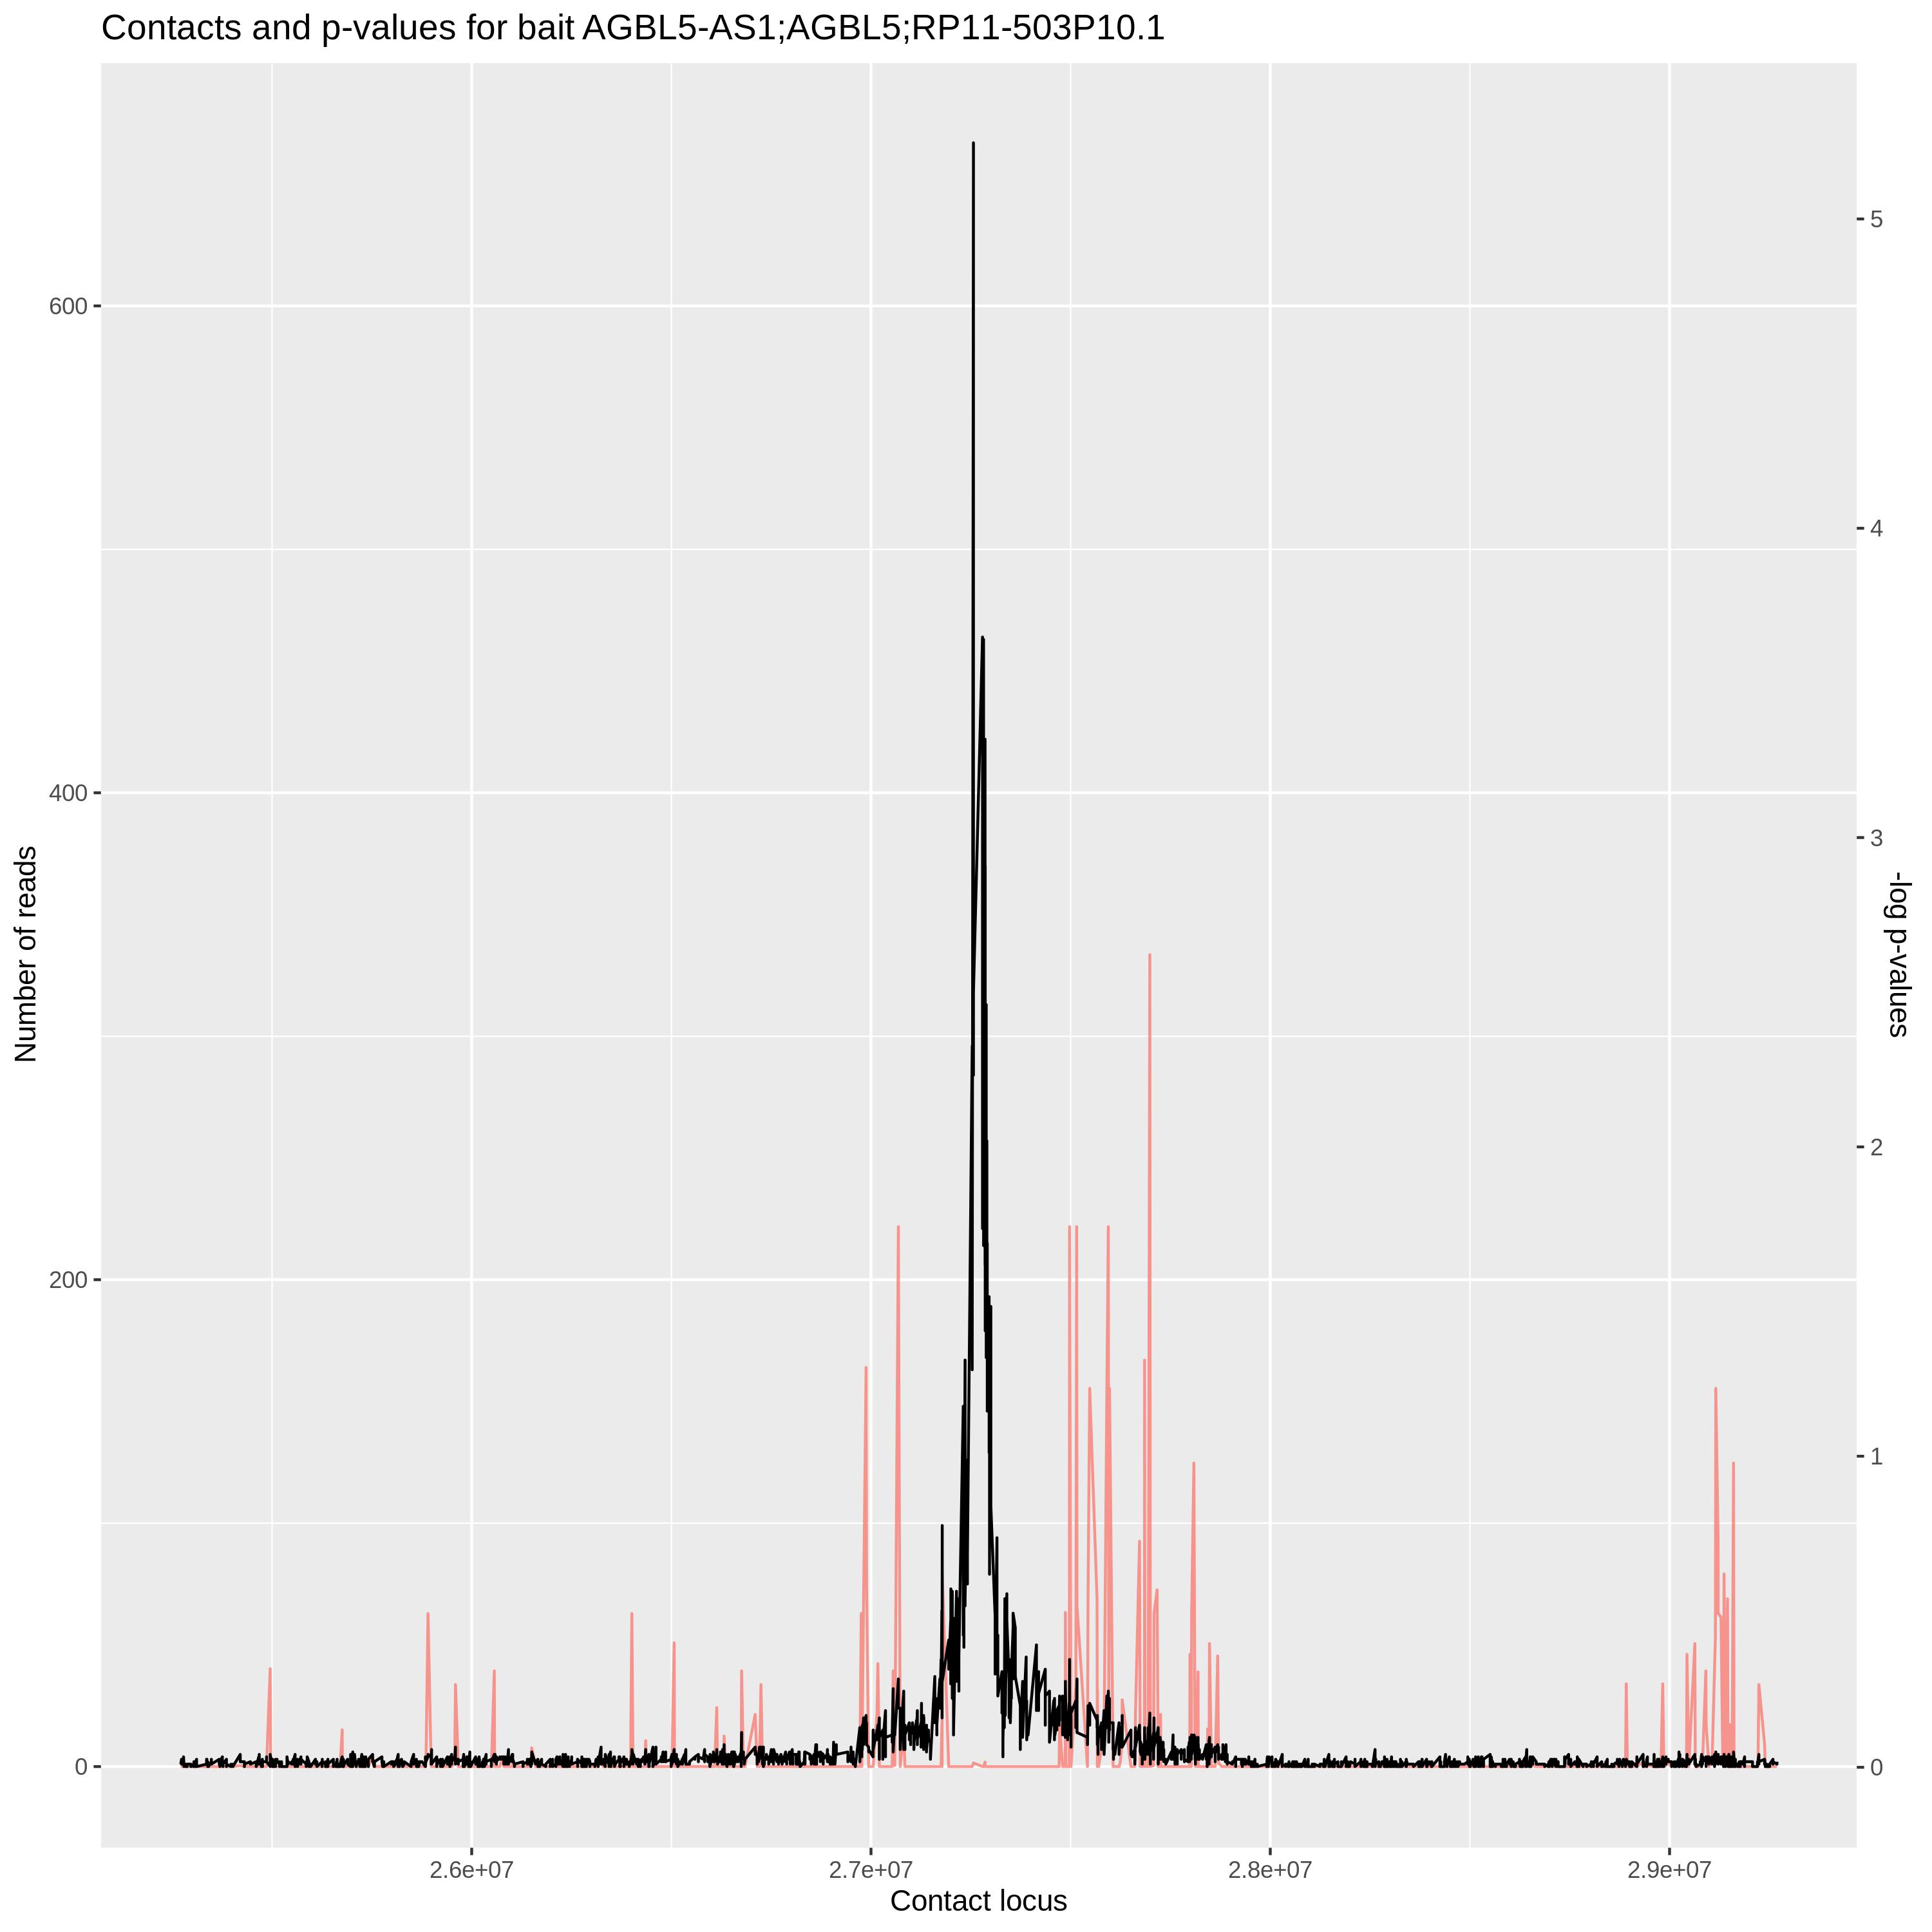 Contacts and p-values for bait AGBL5-AS1;AGBL5;RP11-503P10.1
Number of reads
600
400
200
0
5
4
3
2
1
0
-log p-values
2.6e+07 2.7e+07 2.8e+07 2.9e+07
Contact locus